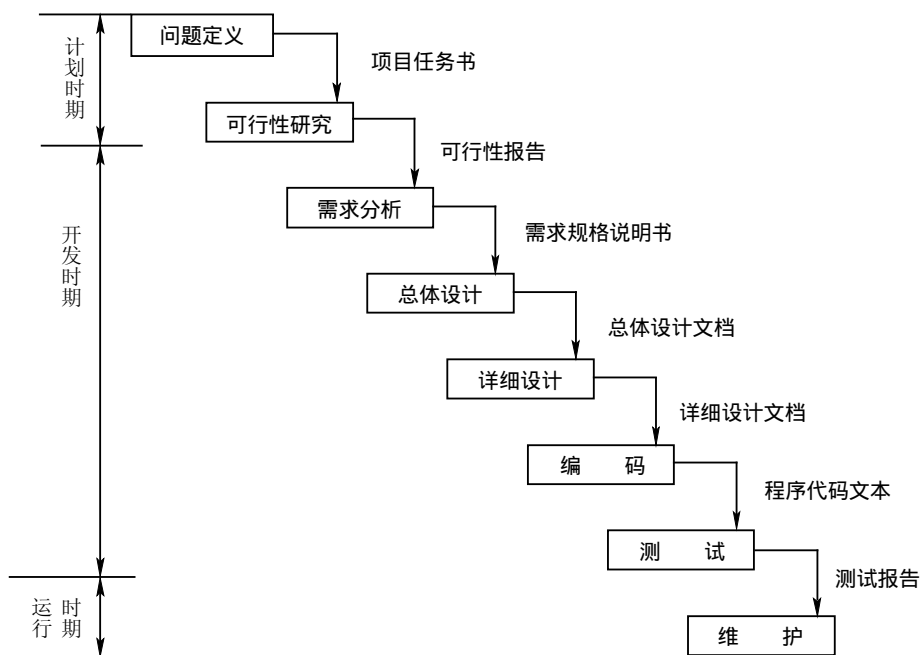 问题定义
项目任务书
计划时期
可行性研究
可行性报告
需求分析
需求规格说明书
开发时期
总体设计
总体设计文档
详细设计
详细设计文档
编 码
程序代码文本
测 试
测试报告
运行时期
维 护